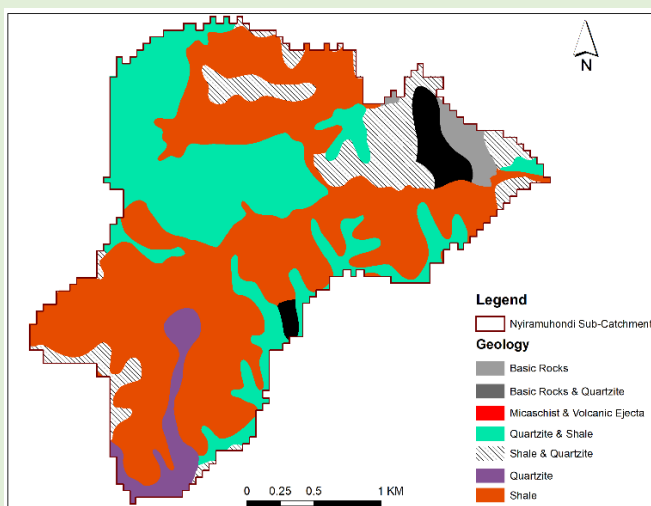 N
Legend
Nyiramuhondi Sub-Catchment
Geology
Basic Rocks
Basic Rocks & Quartzite
Micaschist & Volcanic Ejecta
Quartzite & Shale
Shale & Quartzite
Quartzite
Shale
0 0.25 0.5 1 KM